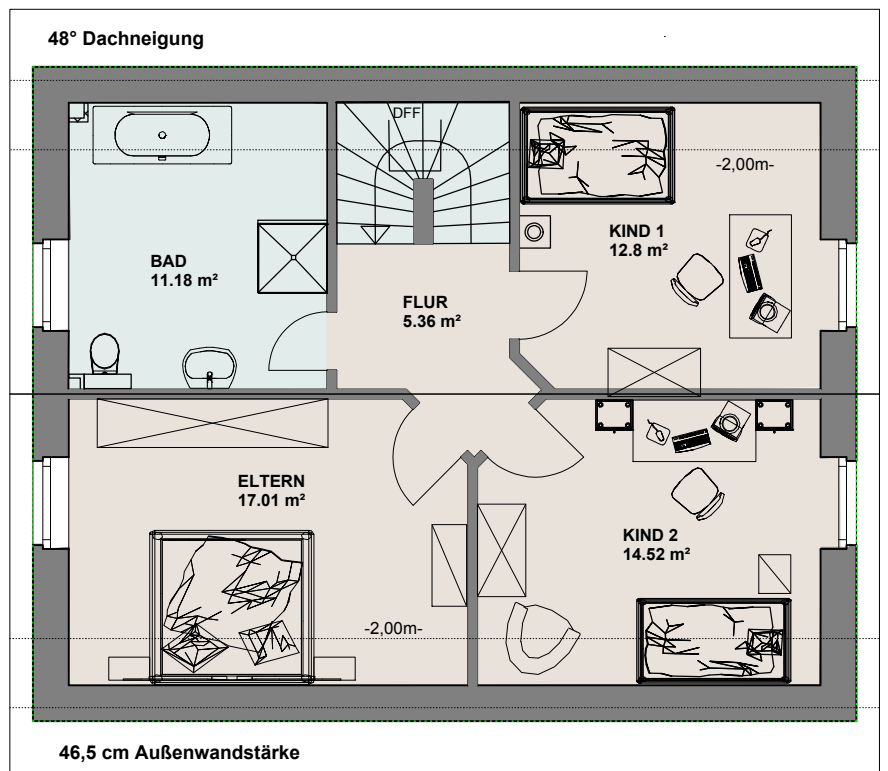 48° Dachneigung
DFF
-2,00m-
KIND 1
12.8 m²
BAD
11.18 m²
FLUR
5.36 m²
ELTERN
17.01 m²
KIND 2
14.52 m²
-2,00m-
46,5 cm Außenwandstärke